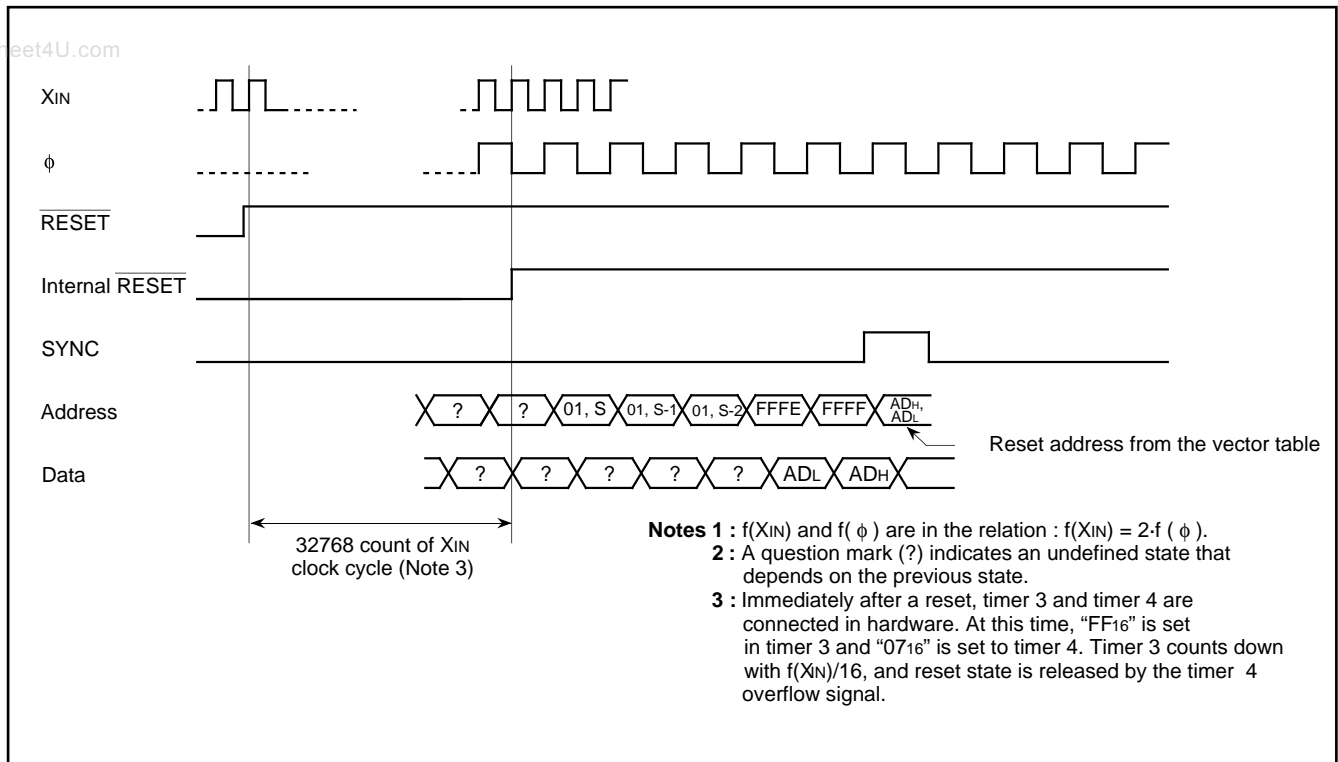 eet4U.com
XIN
ϕ
RESET
Internal RESET
SYNC
Address
? ? 01, S 01, S-1 01, S-2 FFFE FFFF ADH, ADL
Reset address from the vector table
Data
? ? ? ? ? ADL ADH
32768 count of XIN
clock cycle (Note 3)
Notes 1 : f(XIN) and f( ϕ ) are in the relation : f(XIN) = 2·f ( ϕ ).
2 : A question mark (?) indicates an undefined state that
depends on the previous state.
3 : Immediately after a reset, timer 3 and timer 4 are
connected in hardware. At this time, “FF16” is set
in timer 3 and “0716” is set to timer 4. Timer 3 counts down
with f(XIN)/16, and reset state is released by the timer 4
overflow signal.